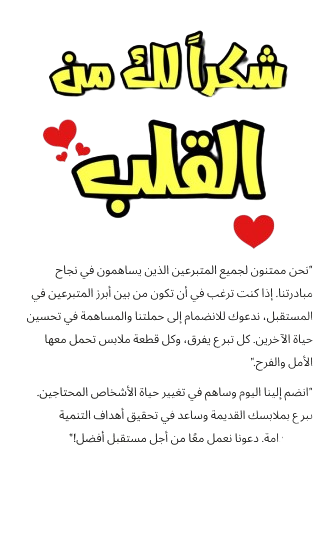 شكراً لك من
القلب
"نحن ممتنون لجميع المتبرعين الذين يساهمون في نجاح
مبادرتنا. إذا كنت ترغب في أن تكون من بين أبرز المتبرعين في
المستقبل، ندعوك للانضمام إلى حملتنا والمساهمة في تحسين
حياة الآخرين. كل تبرع يفرق، وكل قطعة ملابس تحمل معها
الأمل والفرح."
"انضم إلينا اليوم وساهم في تغيير حياة الأشخاص المحتاجين.
تبرع بملابسك القديمة وساعد في تحقيق أهداف التنمية
امة. دعونا نعمل معًا من أجل مستقبل أفضل!"